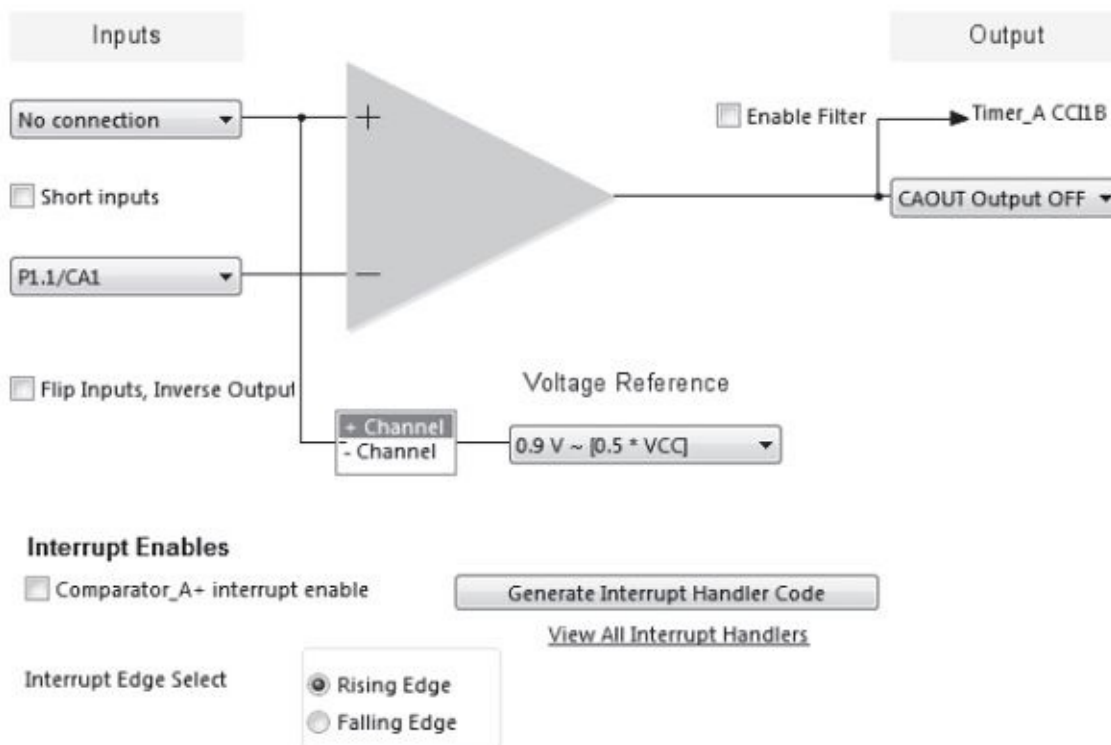 Inputs
Output
No connection
+
Enable Filter
Timer_A CCI1B
Short inputs
CAOUT Output OFF
P1.1/CA1
−
Flip Inputs, Inverse Output
Voltage Reference
+ Channel
- Channel
0.9 V ~ [0.5 * VCC]
Interrupt Enables
Comparator_A+ interrupt enable
Generate Interrupt Handler Code
View All Interrupt Handlers
Interrupt Edge Select
Rising Edge
Falling Edge